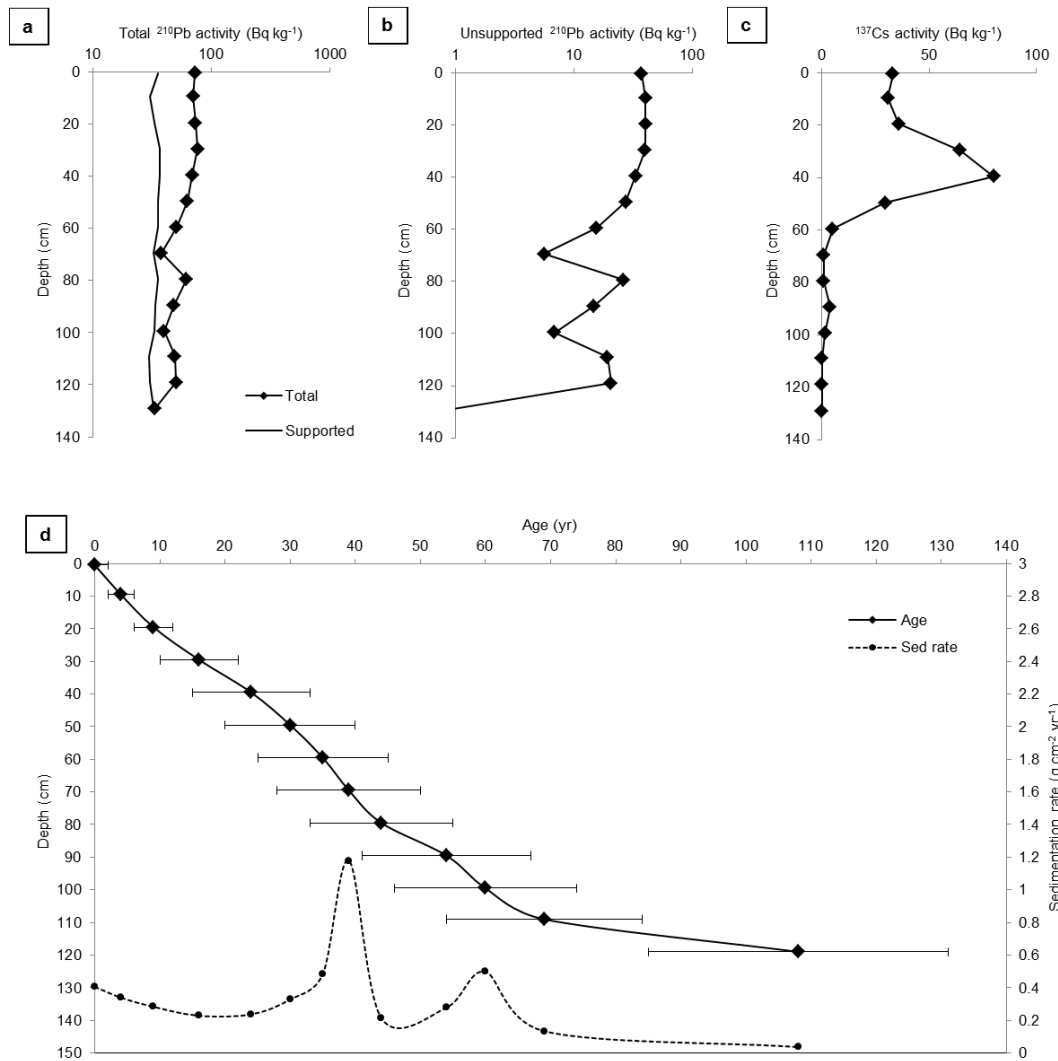 a
Total ²¹⁰Pb activity (Bq kg⁻¹)
10 100 1000
0
20
40
60
80
100
120
140
Depth (cm)
Total
Supported
b
Unsupported ²¹⁰Pb activity (Bq kg⁻¹)
1 10 100
0
20
40
60
80
100
120
140
Depth (cm)
c
¹³⁷Cs activity (Bq kg⁻¹)
0 50 100
0
20
40
60
80
100
120
140
Depth (cm)
d
Age (yr)
0 10 20 30 40 50 60 70 80 90 100 110 120 130 140
0
10
20
30
40
50
60
70
80
90
100
110
120
130
140
150
Depth (cm)
Age
Sed rate
3
2.8
2.6
2.4
2.2
2
1.8
1.6
1.4
1.2
1
0.8
0.6
0.4
0.2
0
Sedimentation rate (g cm⁻² yr⁻¹)